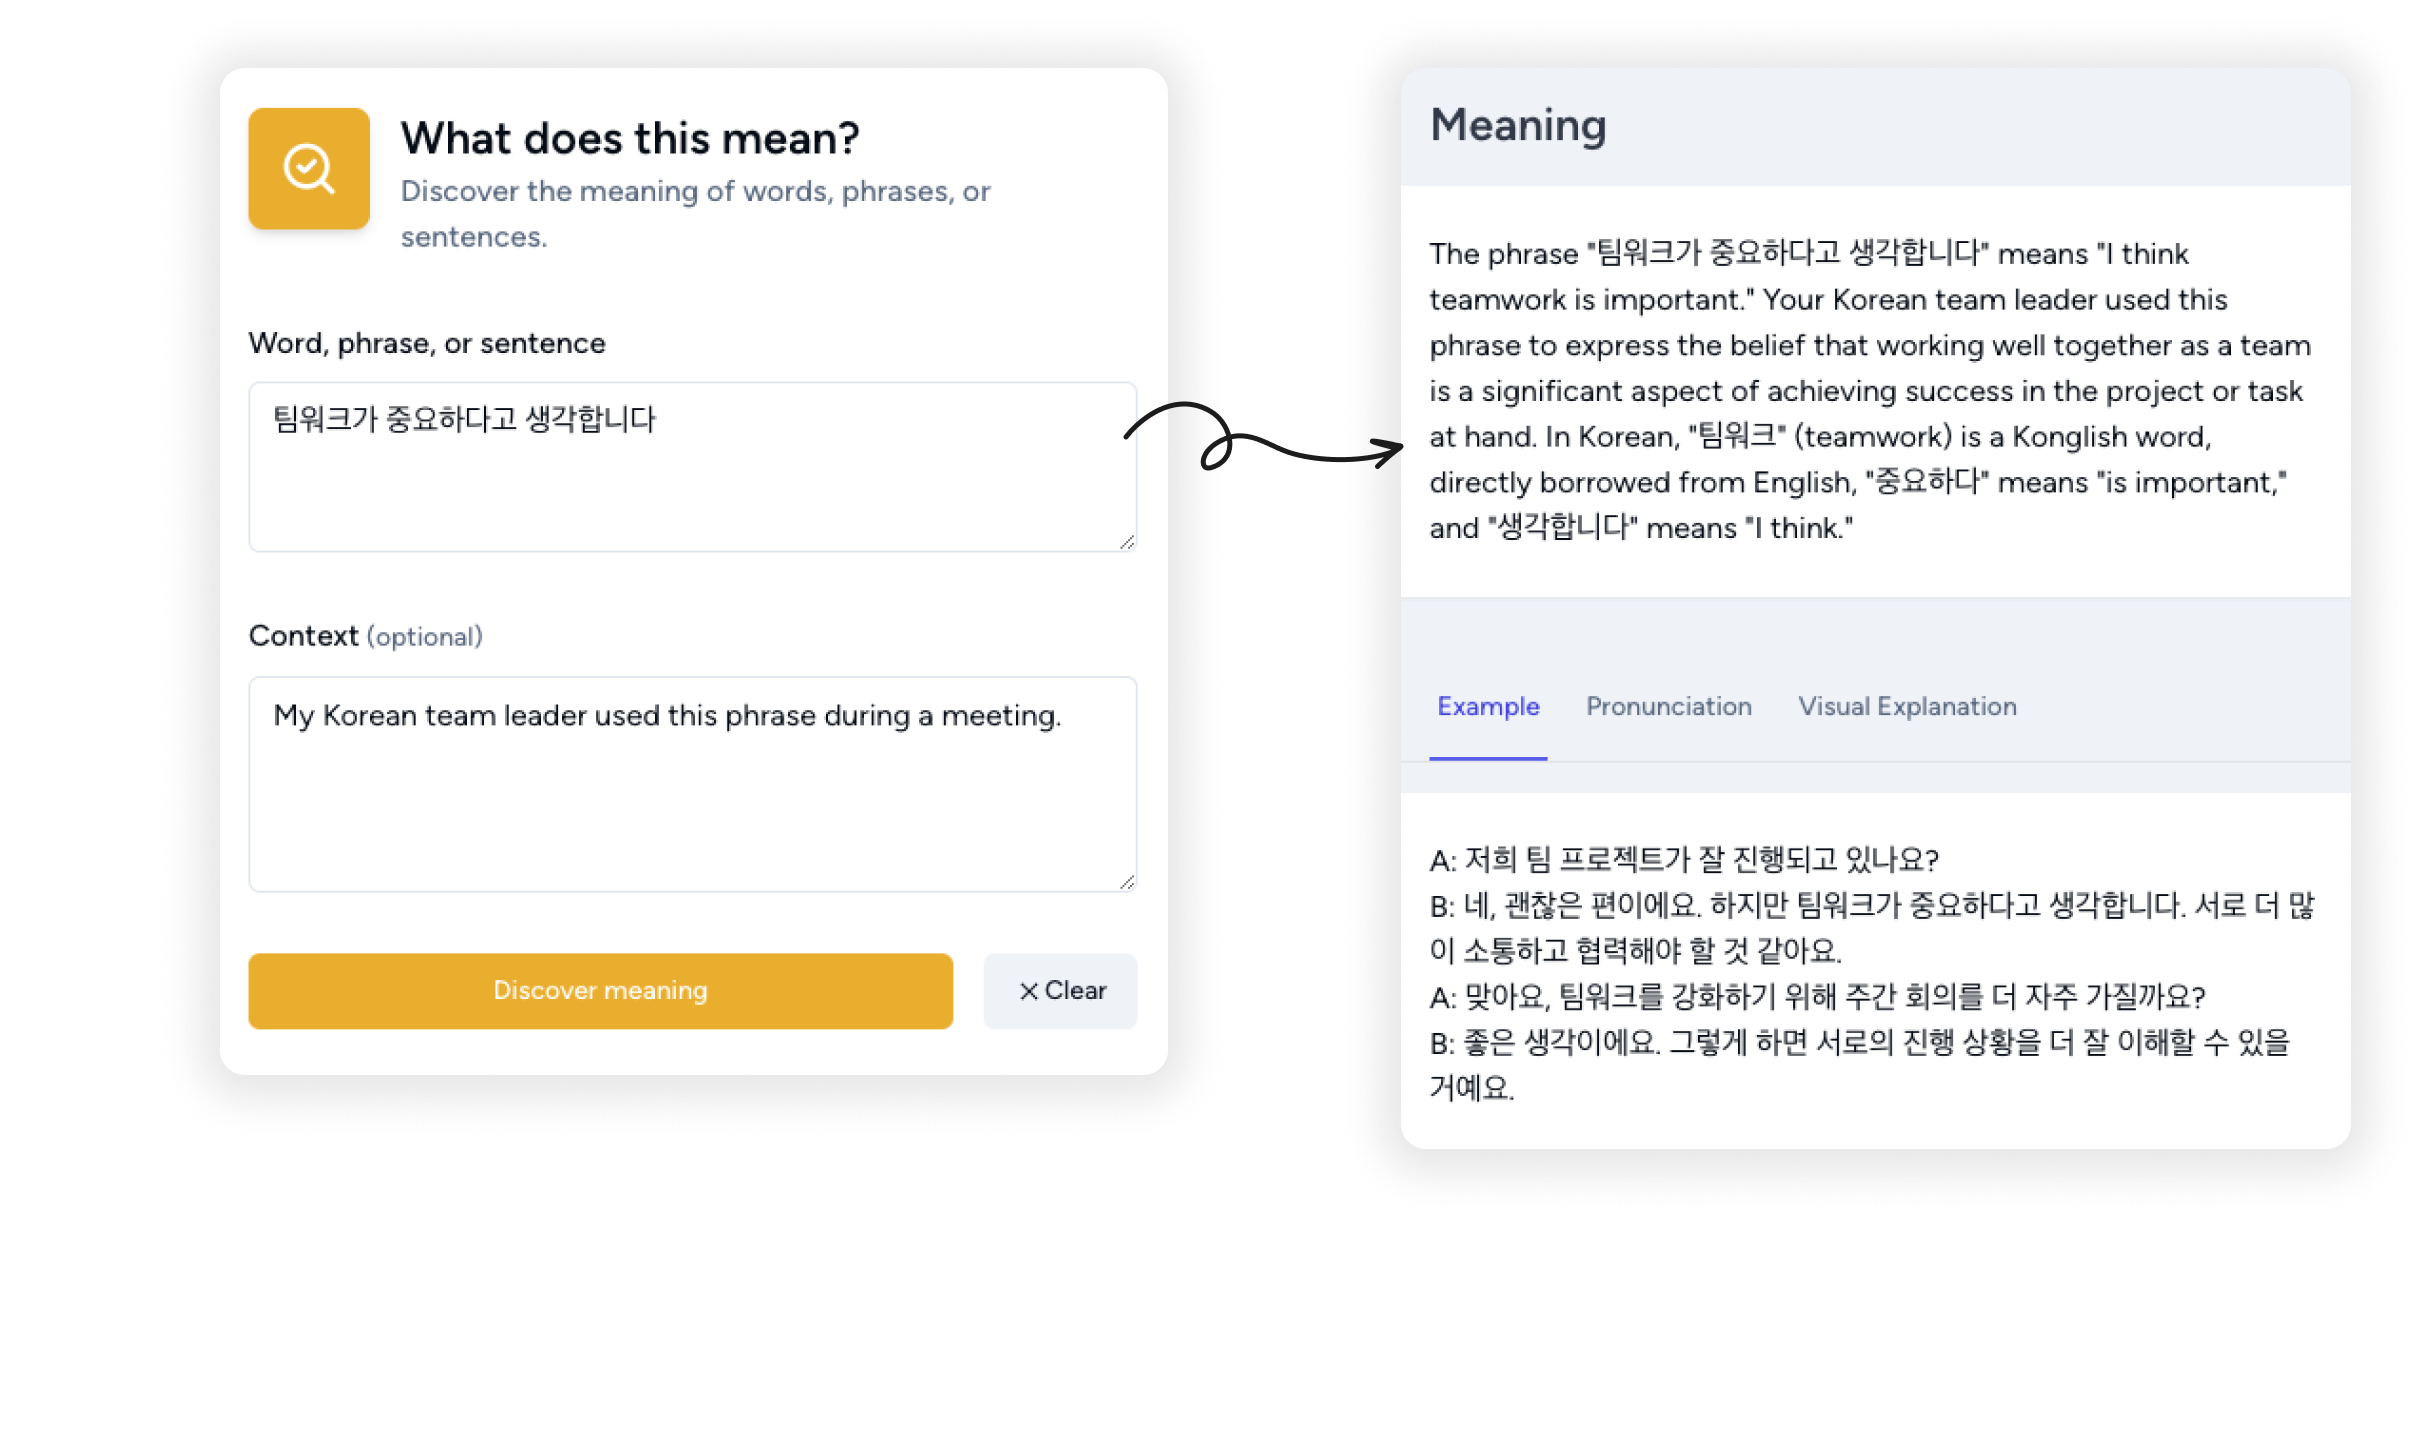 What does this mean?
Discover the meaning of words, phrases, or
sentences.
Word, phrase, or sentence
팀워크가 중요하다고 생각합니다
Context (optional)
My Korean team leader used this phrase during a meeting.
Discover meaning
Clear
Meaning
The phrase "팀워크가 중요하다고 생각합니다" means "I think
teamwork is important." Your Korean team leader used this
phrase to express the belief that working well together as a team
is a significant aspect of achieving success in the project or task
at hand. In Korean, "팀워크" (teamwork) is a Konglish word,
directly borrowed from English, "중요하다" means "is important,"
and "생각합니다" means "I think."
Example Pronunciation Visual Explanation
A: 저희 팀 프로젝트가 잘 진행되고 있나요?
B: 네, 괜찮은 편이에요. 하지만 팀워크가 중요하다고 생각합니다. 서로 더 많
이 소통하고 협력해야 할 것 같아요.
A: 맞아요, 팀워크를 강화하기 위해 주간 회의를 더 자주 가질까요?
B: 좋은 생각이에요. 그렇게 하면 서로의 진행 상황을 더 잘 이해할 수 있을
거예요.